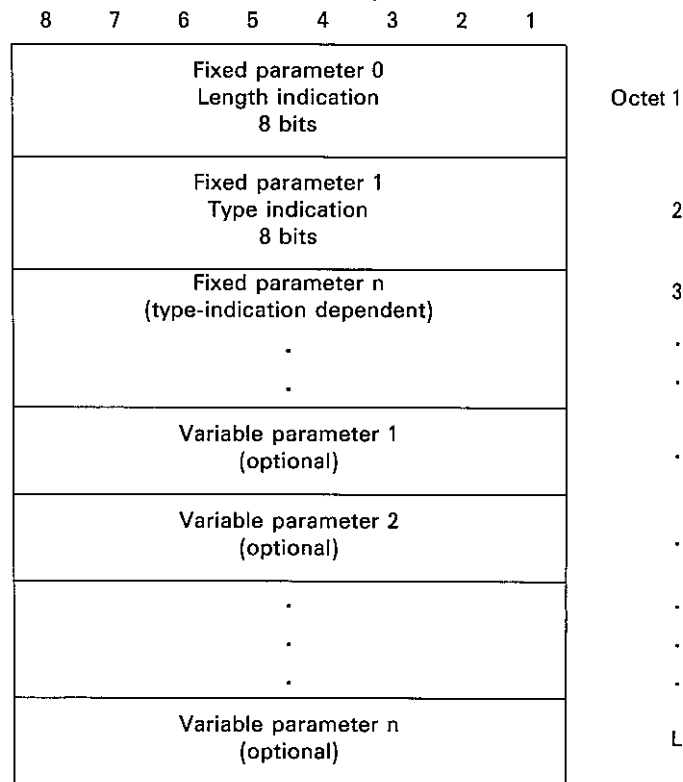 8 7 6 5 4 3 2 1
Fixed parameter 0
Length indication
8 bits
Octet 1
Fixed parameter 1
Type indication
8 bits
2
Fixed parameter n
(type-indication dependent)
3
.
.
.
.
Variable parameter 1
(optional)
.
Variable parameter 2
(optional)
.
. .
. .
. .
Variable parameter n
(optional)
L